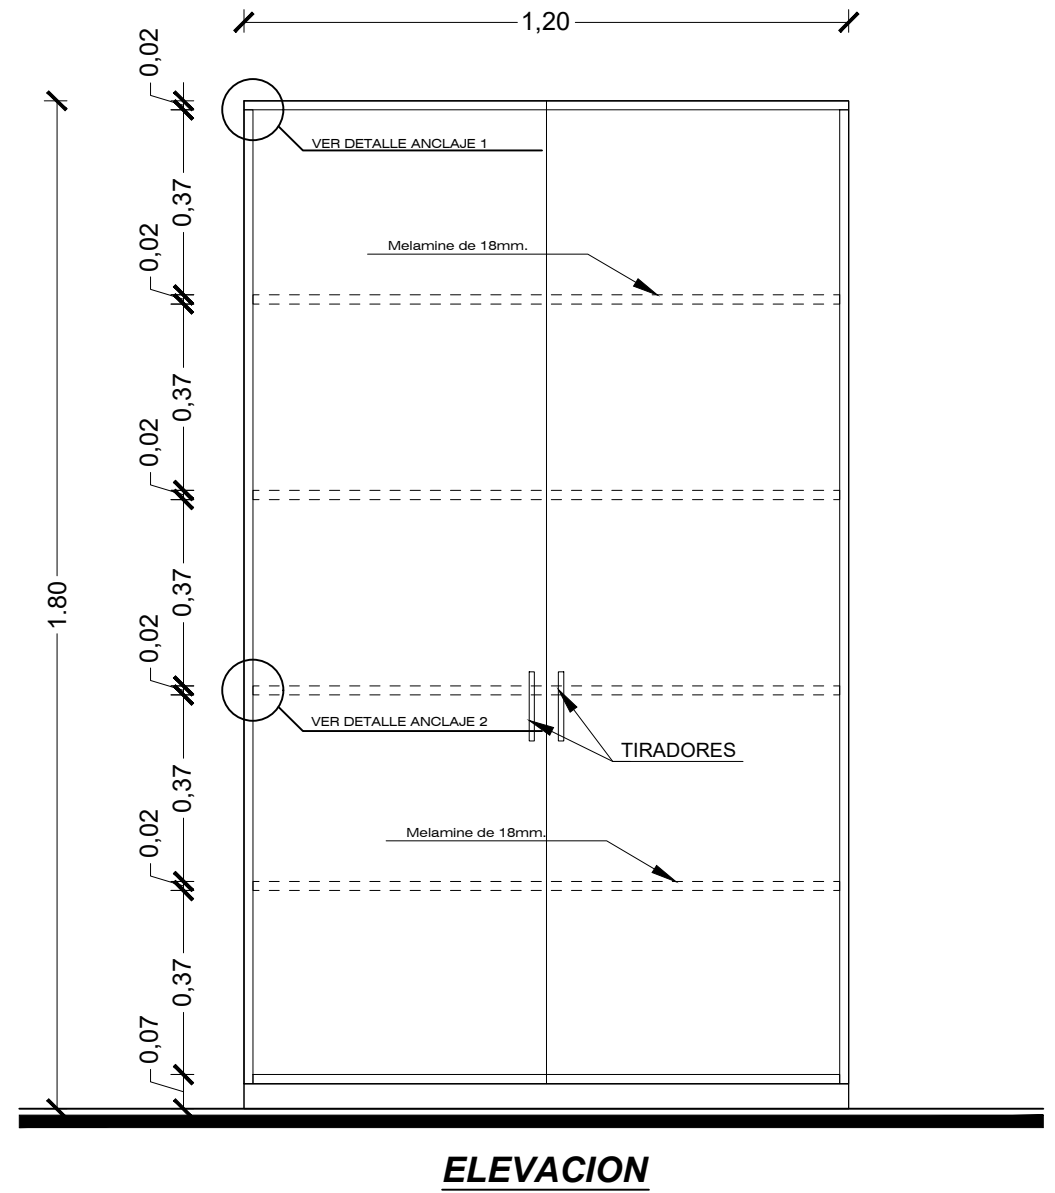 1,20
0,02
VER DETALLE ANCLAJE 1
0,37
0,02
Melamine de 18mm.
0,37
0,02
0,37
1.80
0,02
VER DETALLE ANCLAJE 2
TIRADORES
0,37
0,02
Melamine de 18mm.
0,37
0,07
ELEVACION